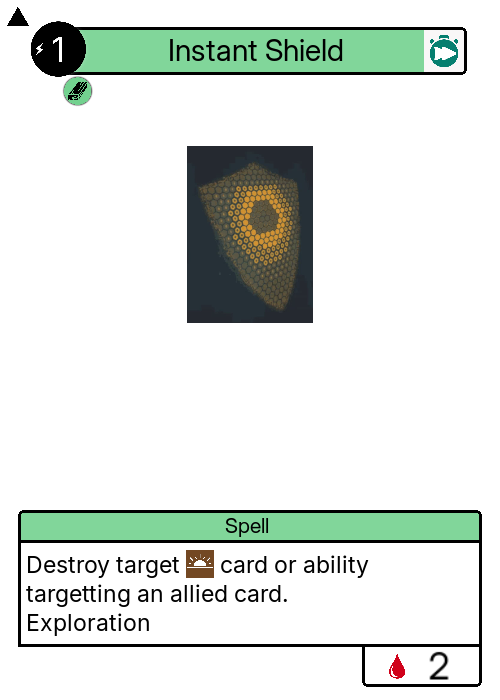 1
Instant Shield
Spell
Destroy target card or ability
targetting an allied card.
Exploration
2